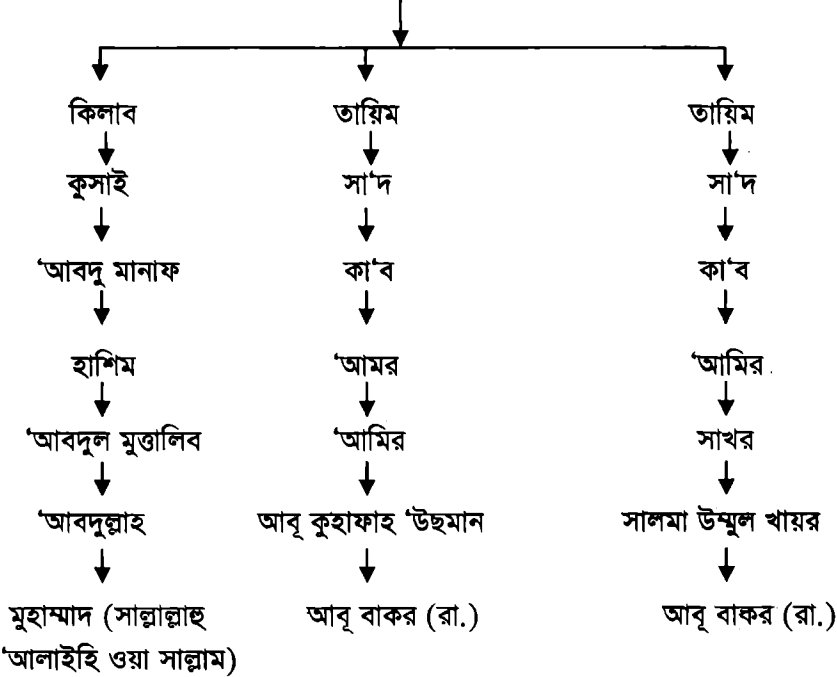 কিলাব তায়িম তায়িম
কুসাই সা‘দ সা‘দ
‘আবদু মানাফ কা‘ব কা‘ব
হাশিম ‘আমর ‘আমির
‘আবদুল মুত্তালিব ‘আমির সাখর
‘আবদুল্লাহ আবূ কুহাফাহ ‘উছমান সালমা উম্মুল খায়র
মুহাম্মাদ (সাল্লাল্লাহু আবূ বাকর (রা.) আবূ বাকর (রা.)
‘আলাইহি ওয়া সাল্লাম)